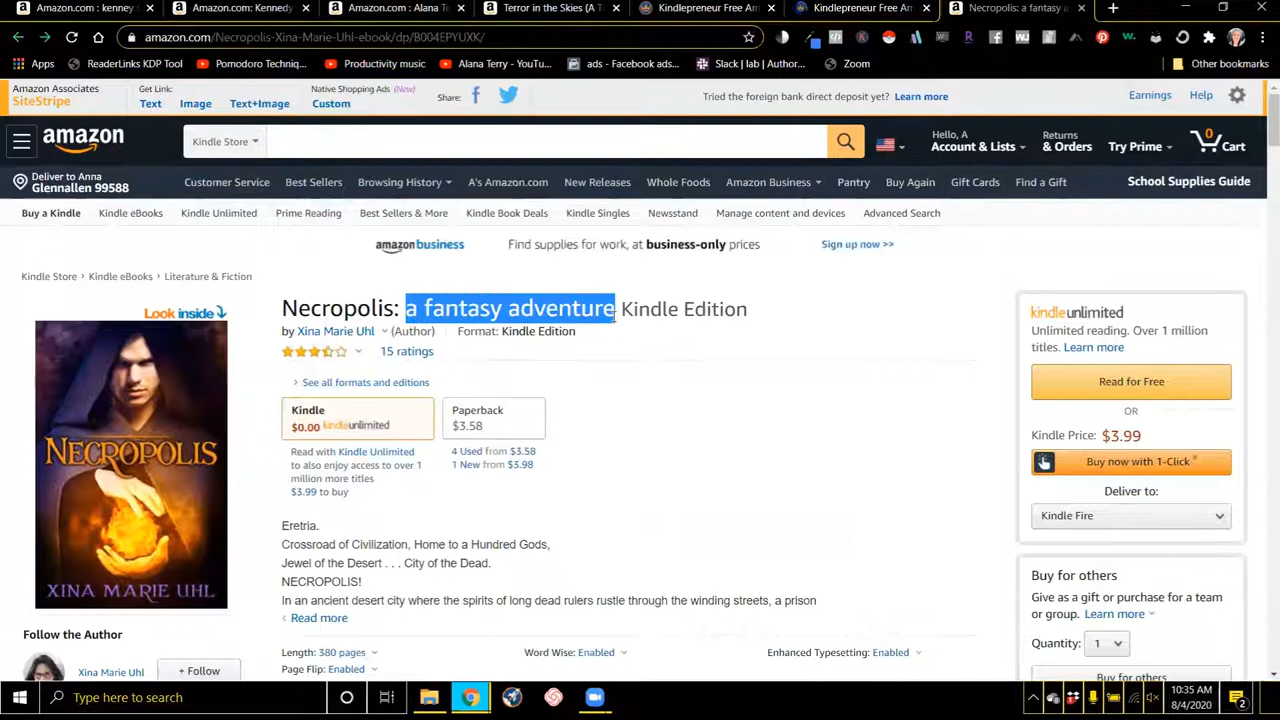 Amazon.com : kenney s
Amazon.com: Kennedy
Amazon.com : Alana Te
Terror in the Skies (A T
Kindlepreneur Free Am
Kindlepreneur Free Am
Necropolis: a fantasy a
amazon.com/Necropolis-Xina-Marie-Uhl-ebook/dp/B004EPYUXK/
Apps
ReaderLinks KDP Tool
Pomodoro Techniq...
Productivity music
Alana Terry - YouTu...
ads - Facebook ads...
Slack | lab | Author...
Zoom
Other bookmarks
Amazon Associates
SiteStripe
Get Link:
Text Image Text+Image
Native Shopping Ads (New)
Custom
Share:
Tried the foreign bank direct deposit yet? Learn more
Earnings Help
amazon
Kindle Store
Hello, A
Account & Lists
Returns
& Orders
Try Prime
0
Cart
Deliver to Anna
Glennallen 99588
Customer Service Best Sellers Browsing History A's Amazon.com New Releases Whole Foods Amazon Business Pantry Buy Again Gift Cards Find a Gift
School Supplies Guide
Buy a Kindle Kindle eBooks Kindle Unlimited Prime Reading Best Sellers & More Kindle Book Deals Kindle Singles Newsstand Manage content and devices Advanced Search
amazonbusiness Find supplies for work, at business-only prices Sign up now >>
Kindle Store › Kindle eBooks › Literature & Fiction
Look inside
NECROPOLIS
XINA MARIE UHL
Follow the Author
Xina Marie Uhl
+ Follow
Necropolis: a fantasy adventure Kindle Edition
by Xina Marie Uhl (Author) Format: Kindle Edition
15 ratings
› See all formats and editions
Kindle
$0.00 kindleunlimited
Paperback
$3.58
Read with Kindle Unlimited
to also enjoy access to over 1
million more titles
$3.99 to buy
4 Used from $3.58
1 New from $3.98
Eretria.
Crossroad of Civilization, Home to a Hundred Gods,
Jewel of the Desert . . . City of the Dead.
NECROPOLIS!
In an ancient desert city where the spirits of long dead rulers rustle through the winding streets, a prison
‹ Read more
Length: 380 pages
Word Wise: Enabled
Enhanced Typesetting: Enabled
Page Flip: Enabled
kindleunlimited
Unlimited reading. Over 1 million
titles. Learn more
Read for Free
OR
Kindle Price: $3.99
Buy now with 1-Click ®
Deliver to:
Kindle Fire
Buy for others
Give as a gift or purchase for a team
or group. Learn more
Quantity: 1
Buy for others
Type here to search
10:35 AM
8/4/2020
2